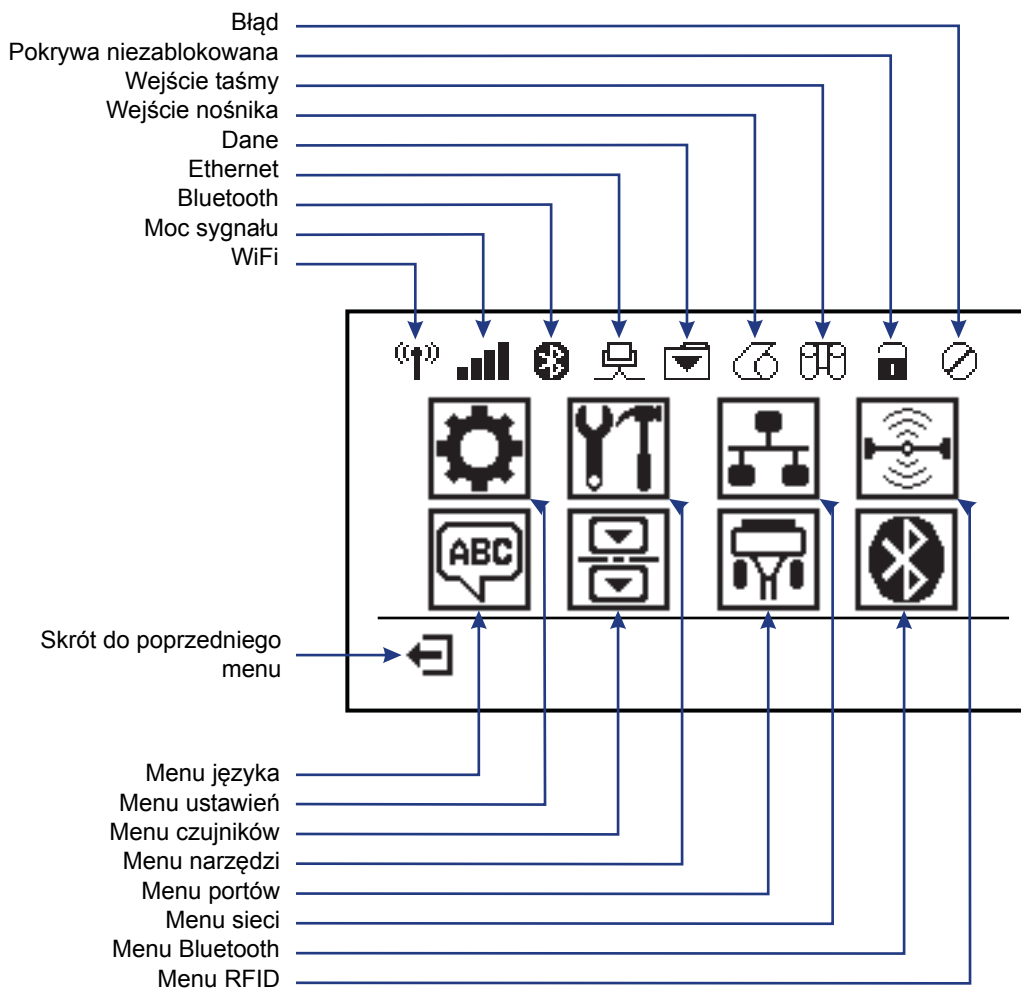 Błąd
Pokrywa niezablokowana
Wejście taśmy
Wejście nośnika
Dane
Ethernet
Bluetooth
Moc sygnału
WiFi
ABC
Skrót do poprzedniego
menu
Menu języka
Menu ustawień
Menu czujników
Menu narzędzi
Menu portów
Menu sieci
Menu Bluetooth
Menu RFID